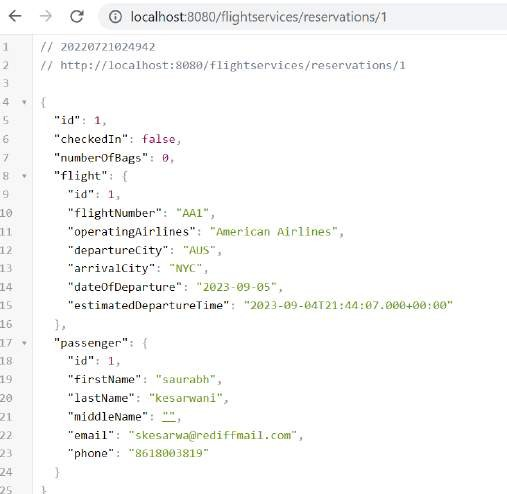 localhost:8080/flightservices/reservations/1
1 // 20220721024942
2 // http://localhost:8080/flightservices/reservations/1
3
4 {
5 "id": 1,
6 "checkedIn": false,
7 "numberOfBags": 0,
8 "flight": {
9 "id": 1,
10 "flightNumber": "AA1",
11 "operatingAirlines": "American Airlines",
12 "departureCity": "AUS",
13 "arrivalCity": "NYC",
14 "dateOfDeparture": "2023-09-05",
15 "estimatedDepartureTime": "2023-09-04T21:44:07.000+00:00"
16 },
17 "passenger": {
18 "id": 1,
19 "firstName": "saurabh",
20 "lastName": "kesarwani",
21 "middleName": "",
22 "email": "skesarwa@rediffmail.com",
23 "phone": "8618003819"
24 }
25 }